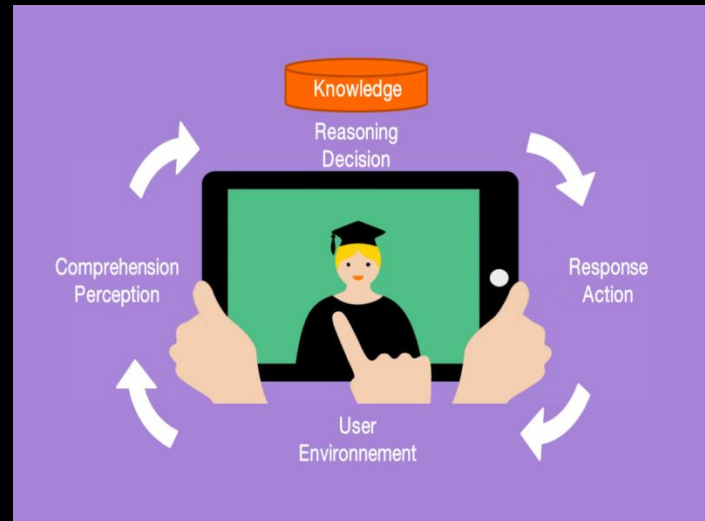 Knowledge
Reasoning
Decision
Comprehension
Perception
Response
Action
User
Environnement